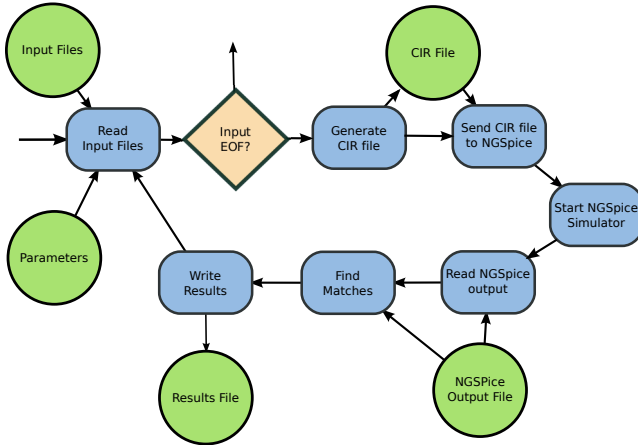 Input Files
CIR File
Read
Input Files
Input
EOF?
Generate
CIR file
Send CIR file
to NGSpice
Start NGSpice
Simulator
Parameters
Write
Results
Find
Matches
Read NGSpice
output
Results File
NGSPice
Output File